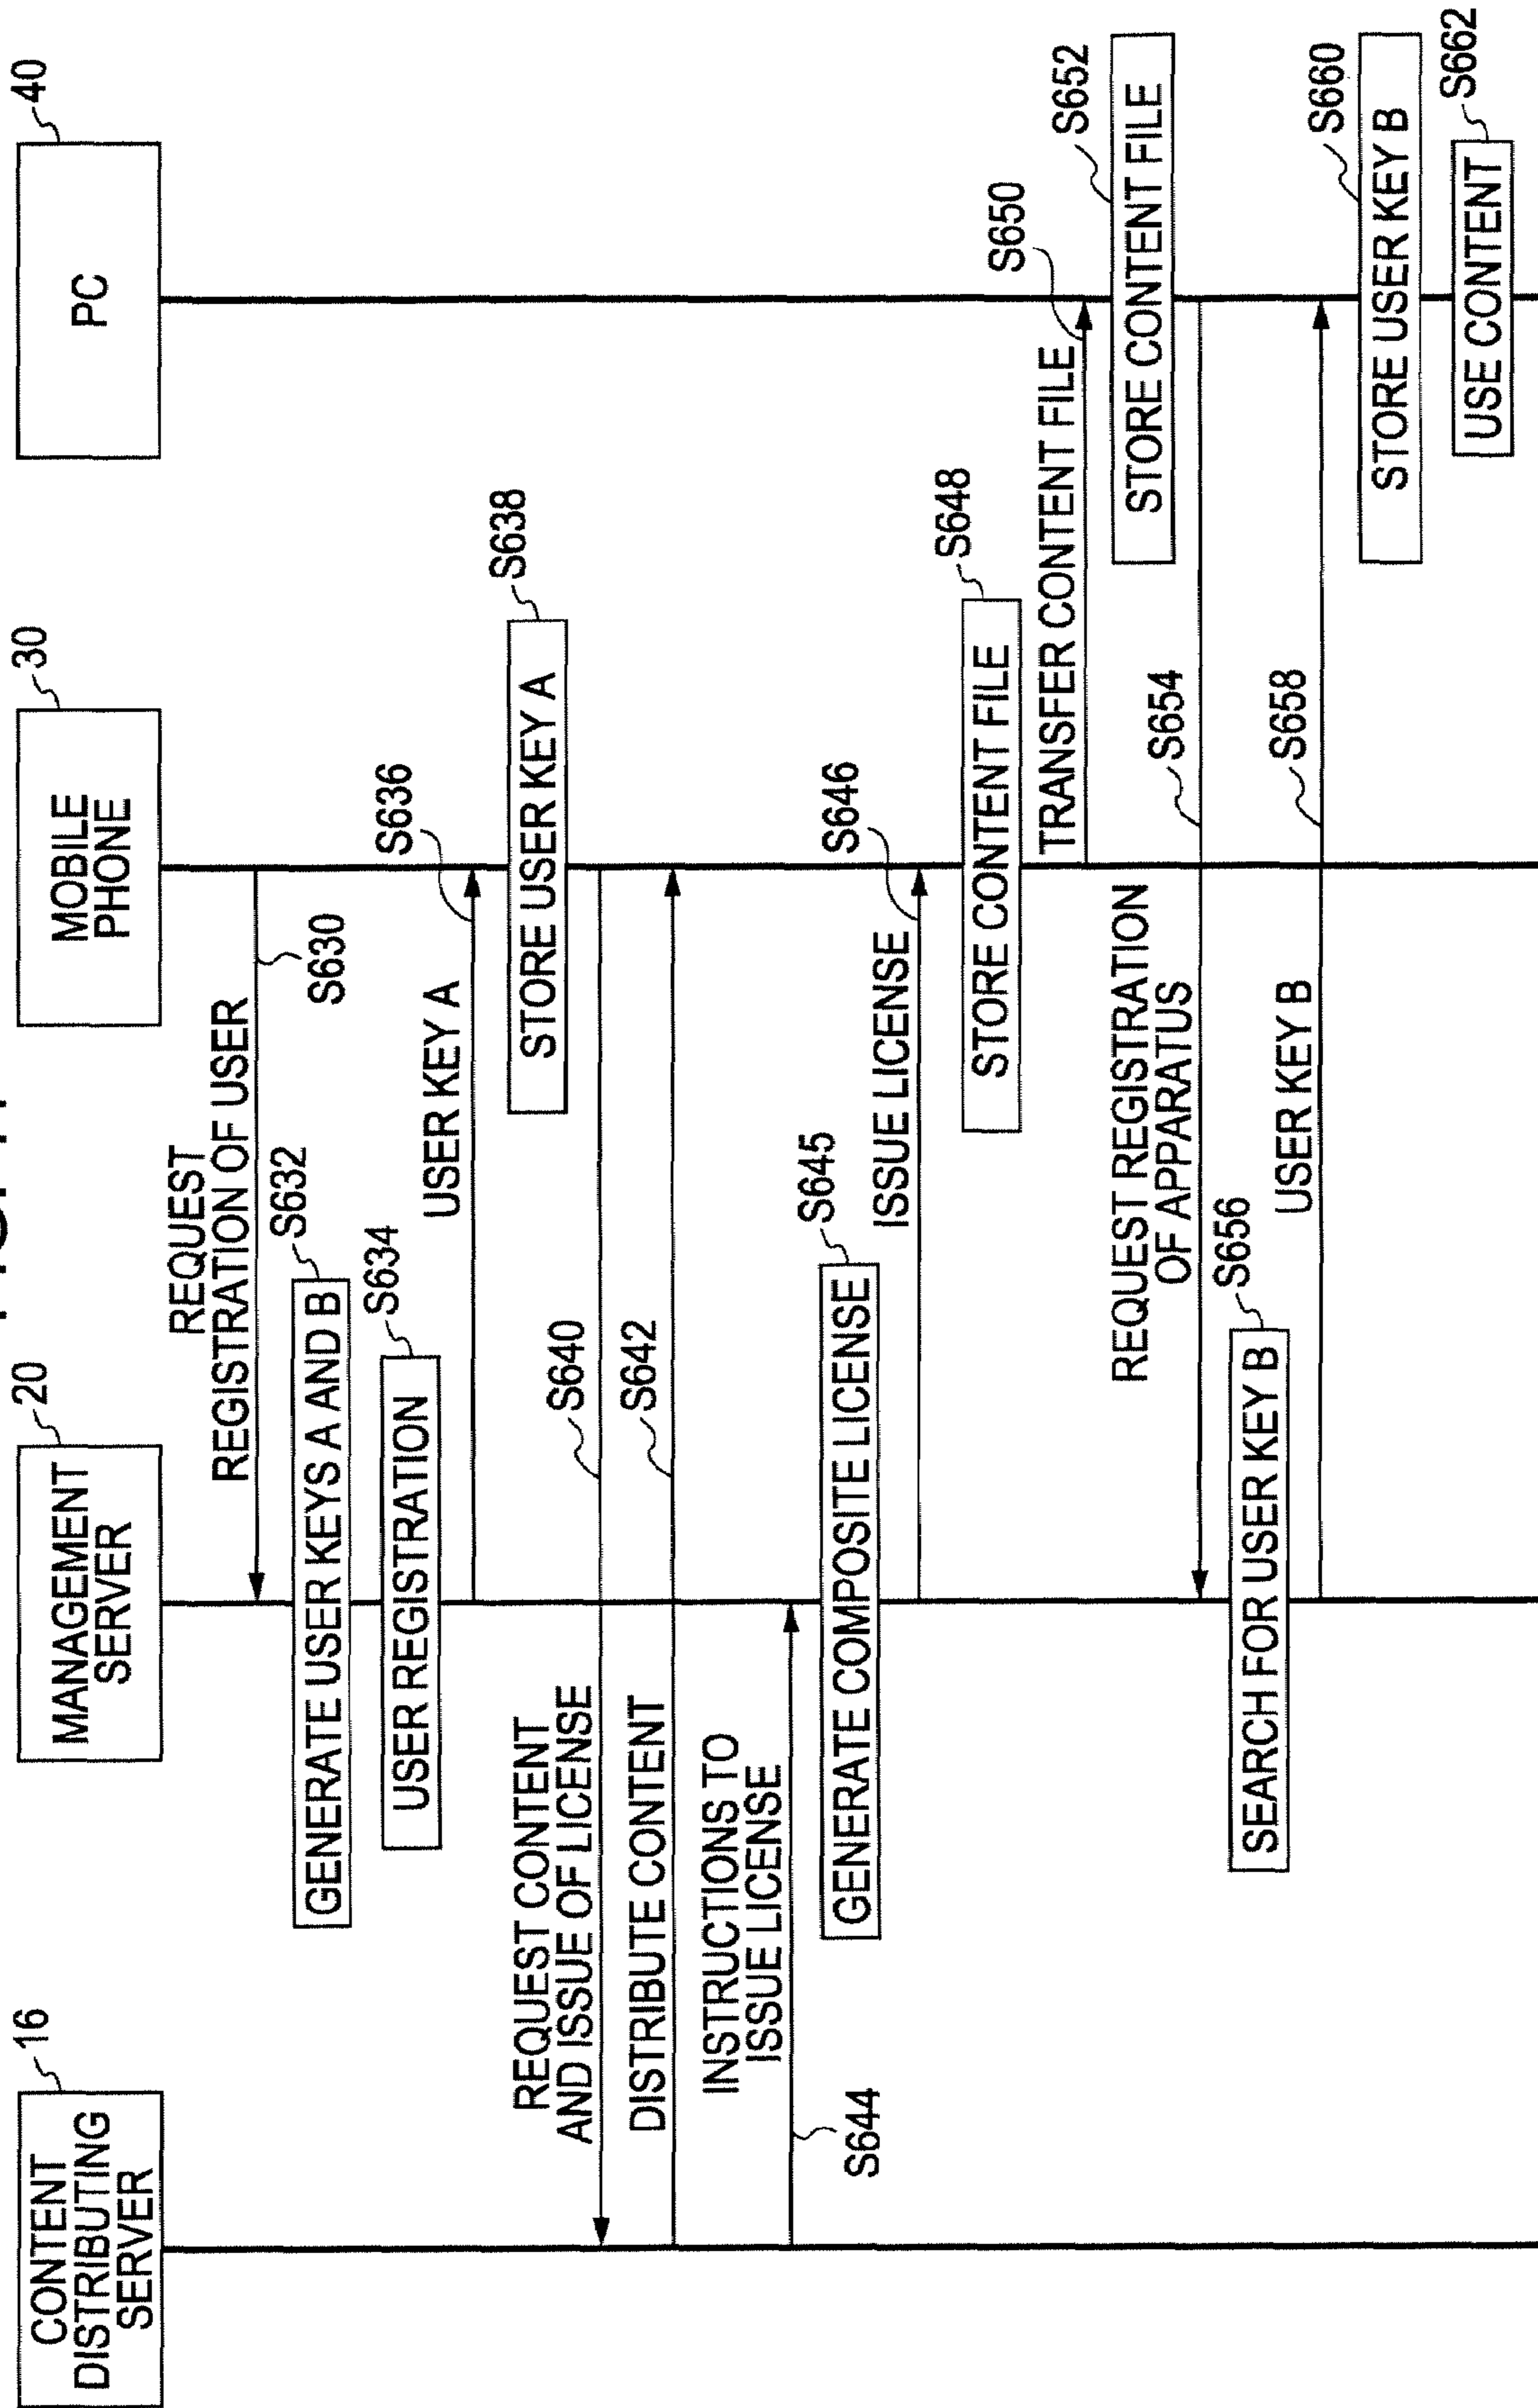 CONTENT
DISTRIBUTING
SERVER
16
MANAGEMENT
SERVER
20
MOBILE
PHONE
30
PC
40
REQUEST
REGISTRATION OF USER
S630
GENERATE USER KEYS A AND B
S632
USER REGISTRATION
S634
USER KEY A
S636
STORE USER KEY A
S638
REQUEST CONTENT
AND ISSUE OF LICENSE
S640
DISTRIBUTE CONTENT
S642
INSTRUCTIONS TO
ISSUE LICENSE
S644
GENERATE COMPOSITE LICENSE
S645
ISSUE LICENSE
S646
STORE CONTENT FILE
S648
TRANSFER CONTENT FILE
S650
STORE CONTENT FILE
S652
REQUEST REGISTRATION
OF APPARATUS
S654
SEARCH FOR USER KEY B
S656
USER KEY B
S658
STORE USER KEY B
S660
USE CONTENT
S662